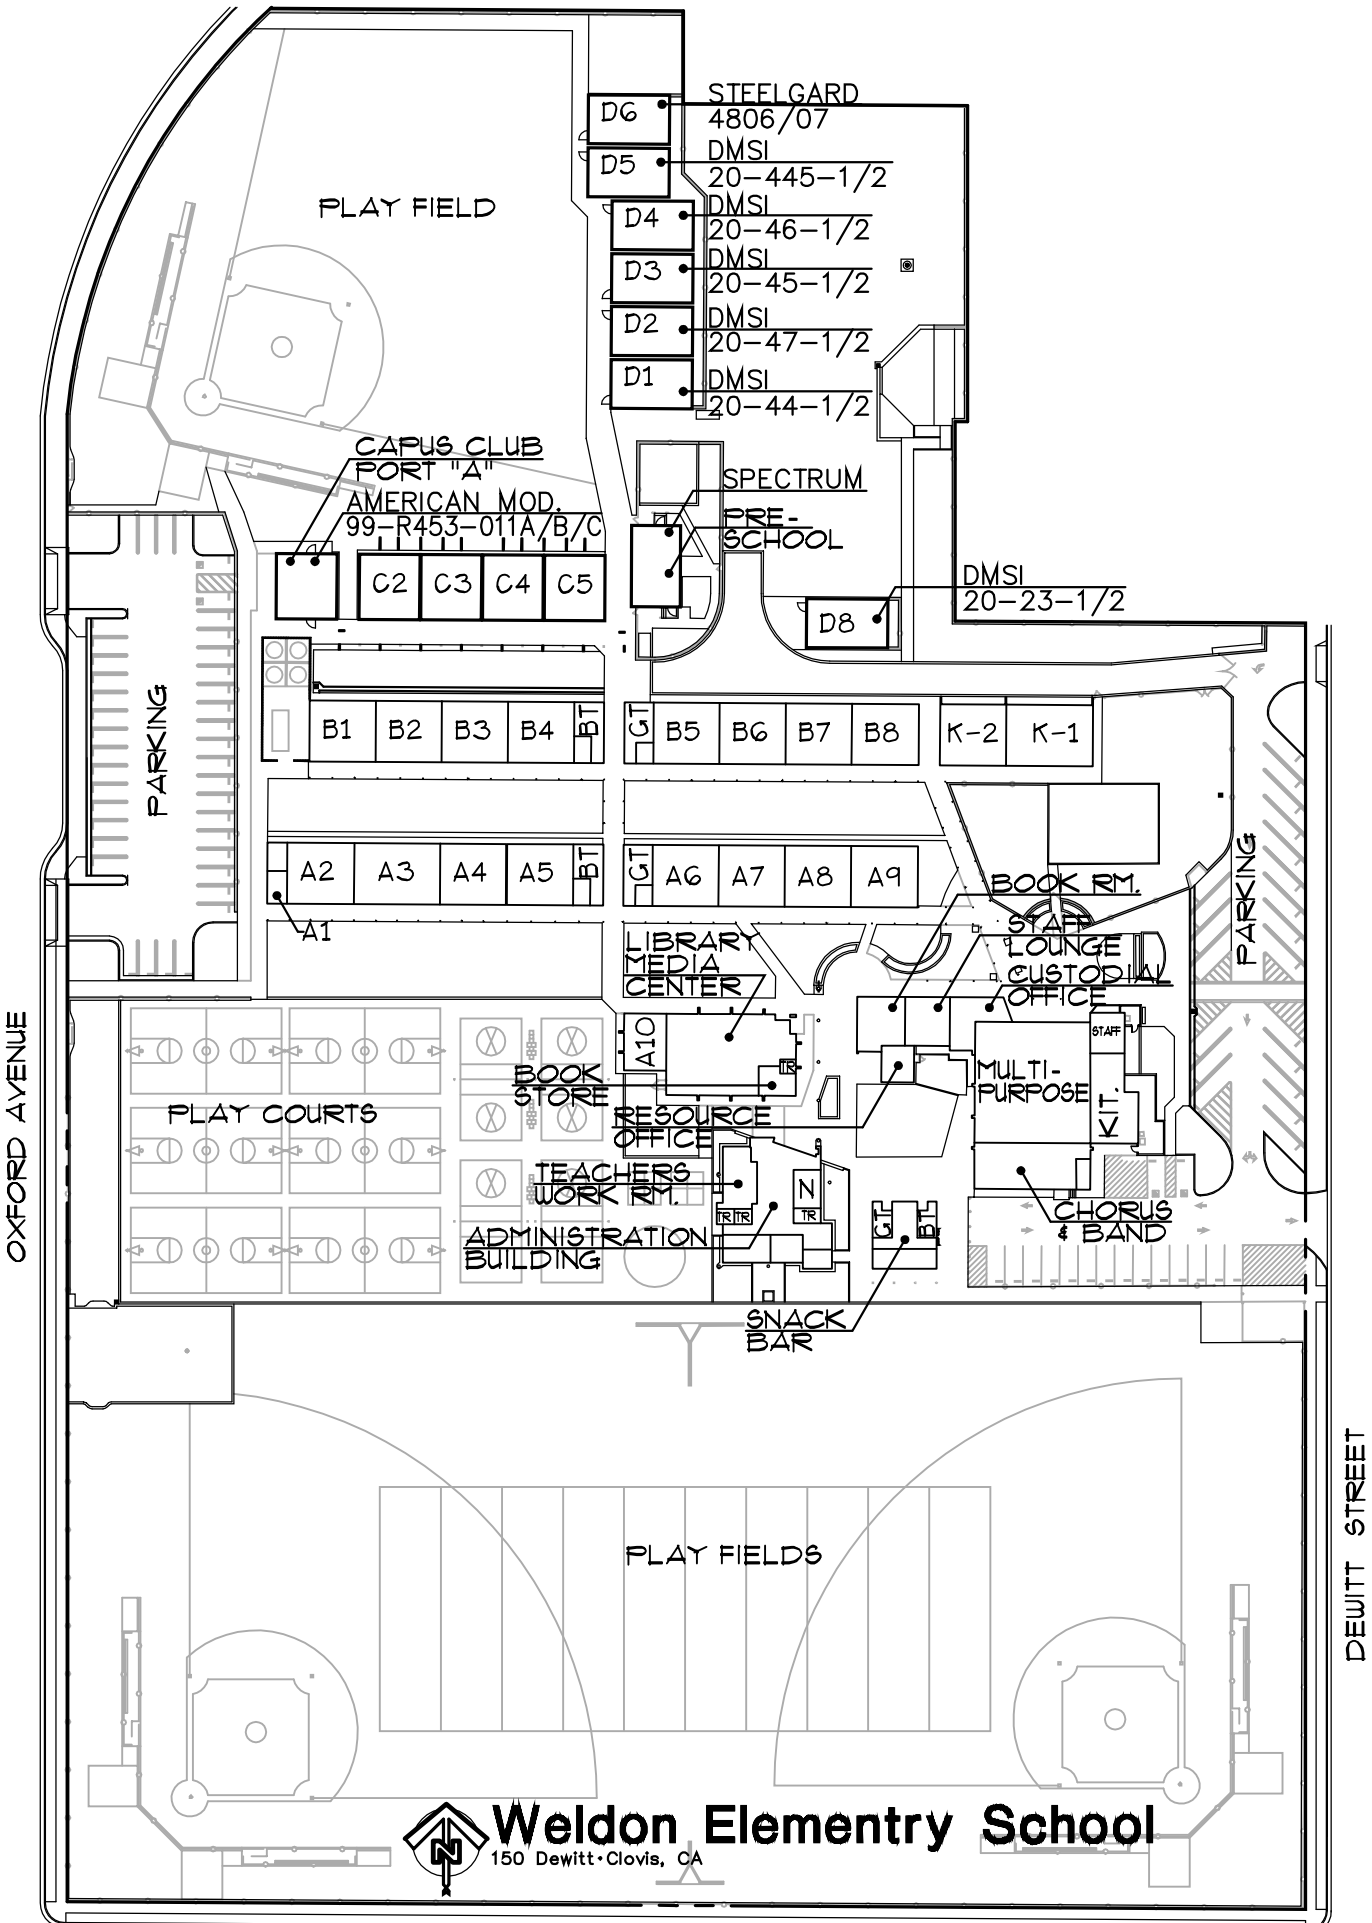 D6
STEELGARD
4806/07
D5
DMSI
20-445-1/2
PLAY FIELD
D4
DMSI
20-46-1/2
D3
DMSI
20-45-1/2
D2
DMSI
20-47-1/2
D1
DMSI
20-44-1/2
CAPUS CLUB
PORT "A"
AMERICAN MOD.
99-R453-011A/B/C
SPECTRUM
PRE-
SCHOOL
C2
C3
C4
C5
DMSI
20-23-1/2
D8
PARKING
B1
B2
B3
B4
BT
GT
B5
B6
B7
B8
K-2
K-1
A2
A3
A4
A5
BT
GT
A6
A7
A8
A9
A1
BOOK RM.
PARKING
LIBRARY
MEDIA
CENTER
STAFF
LOUNGE
CUSTODIAL
OFFICE
OXFORD AVENUE
A10
TR
STAFF
MULTI-
PURPOSE
KIT.
BOOK
STORE
PLAY COURTS
RESOURCE
OFFICE
TEACHERS
WORK RM.
N
TR
TR
TR
ADMINISTRATION
BUILDING
GT
BT
CHORUS
& BAND
SNACK
BAR
DEWITT STREET
PLAY FIELDS
N
Weldon Elementry School
150 Dewitt·Clovis, CA